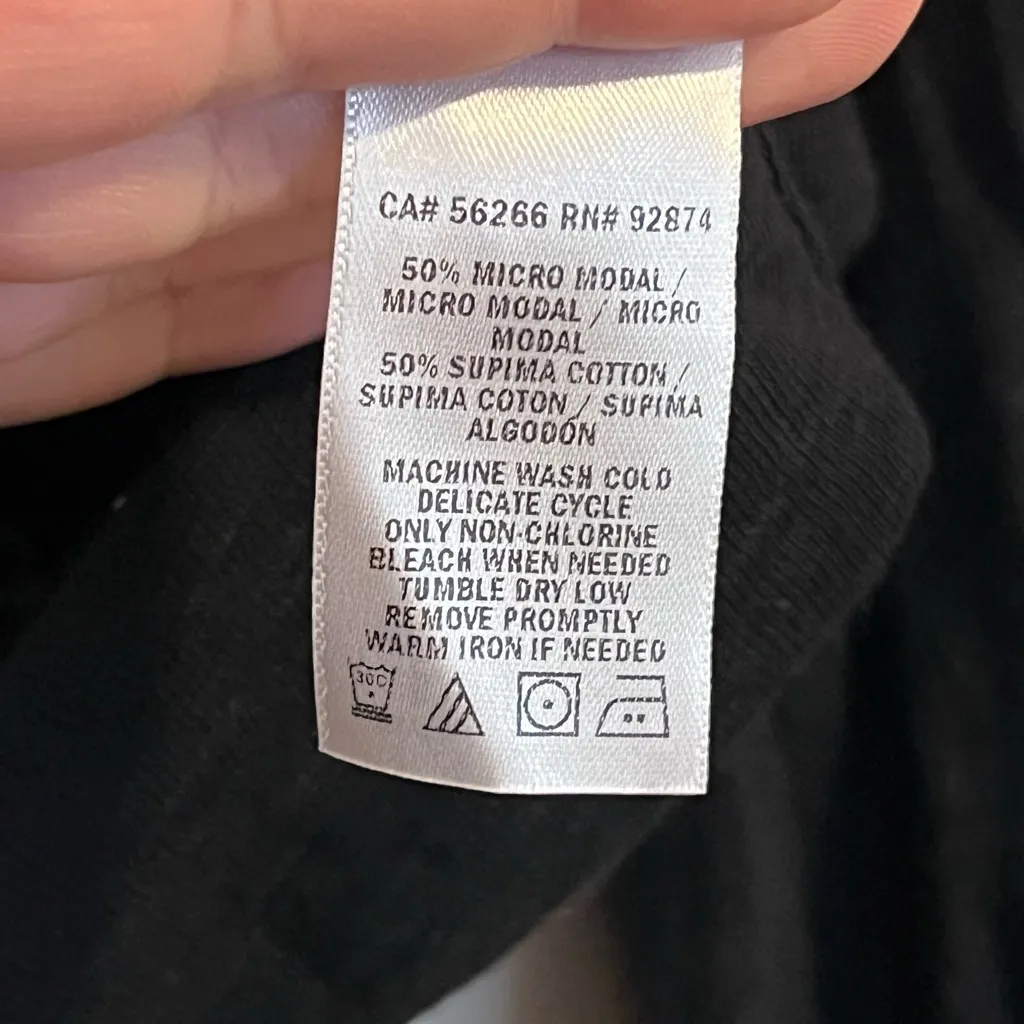 CA# 56266 RN# 92874
50% MICRO MODAL /
MICRO MODAL / MICRO
MODAL
50% SUPIMA COTTON /
SUPIMA COTON / SUPIMA
ALGODÓN
MACHINE WASH COLD
DELICATE CYCLE
ONLY NON-CHLORINE
BLEACH WHEN NEEDED
TUMBLE DRY LOW
REMOVE PROMPTLY
WARM IRON IF NEEDED
30C